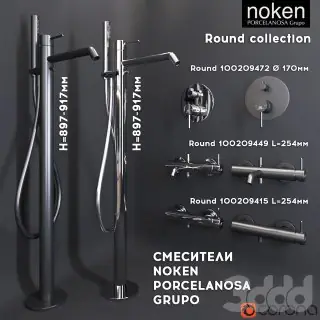 noken
PORCELANOSA Grupo
Round collection
Round 100209472 Ø 170мм
H=897-917мм
H=897-917мм
Round 100209449 L=254мм
Round 100209415 L=254мм
СМЕСИТЕЛИ
NOKEN
PORCELANOSA
GRUPO
3ddd
corona